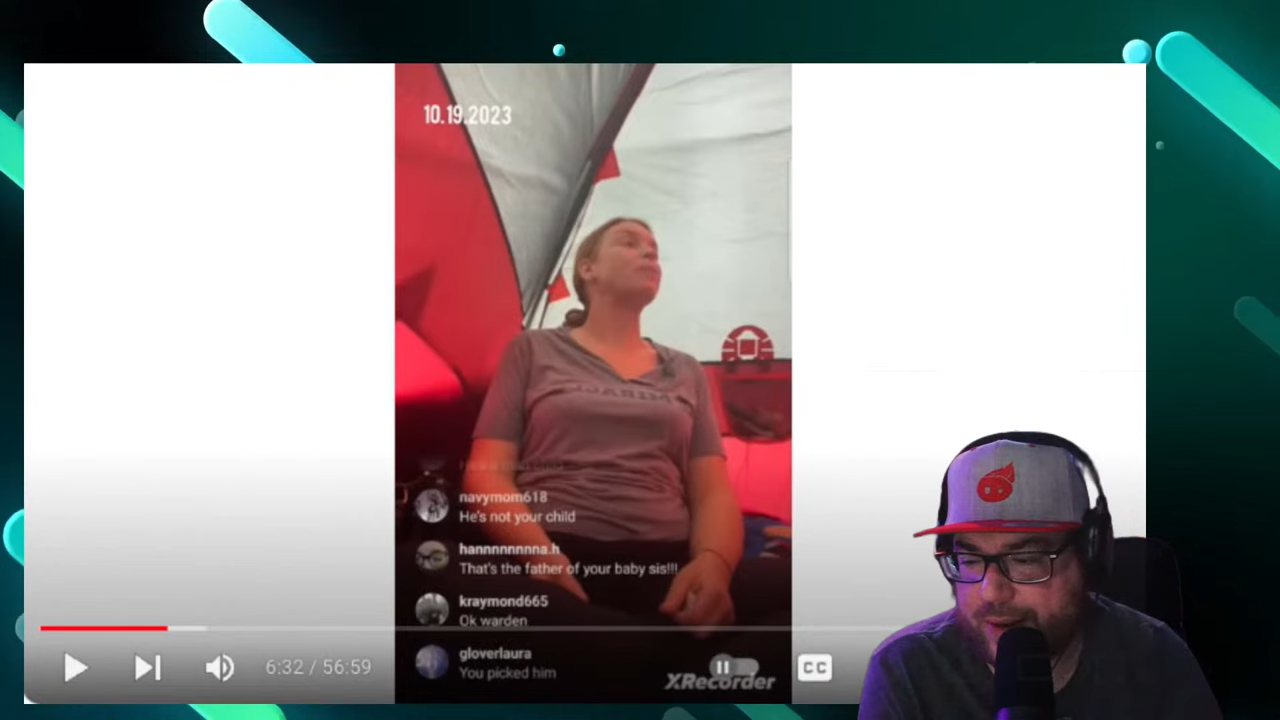 10.19.2023
navymom618
He's not your child
hannnnnnnna.h
That's the father of your baby sis!!!
kraymond665
Ok warden
gloverlaura
You picked him
6:32 / 56:59
XRecorder
CC